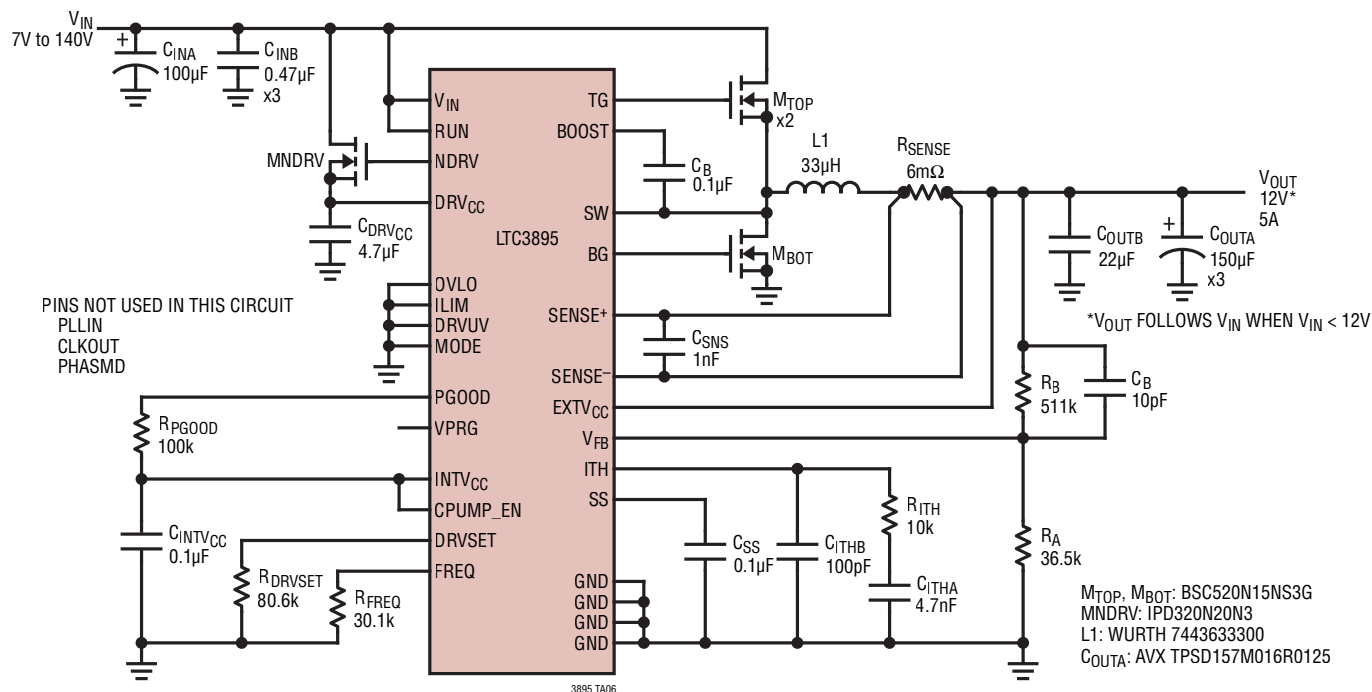 VIN
7V to 140V
+
CINA
100µF
CINB
0.47µF
x3
MNDRV
CDRVCC
4.7µF
PINS NOT USED IN THIS CIRCUIT
PLLIN
CLKOUT
PHASMD
RPGOOD
100k
CINTVCC
0.1µF
RDRVSET
80.6k
RFREQ
30.1k
VIN
RUN
NDRV
DRVCC
LTC3895
OVLO
ILIM
DRVUV
MODE
PGOOD
VPRG
INTVCC
CPUMP_EN
DRVSET
FREQ
TG
BOOST
SW
BG
SENSE+
SENSE–
EXTVCC
VFB
ITH
SS
GND
GND
GND
GND
MTOP
x2
CB
0.1µF
MBOT
L1
33µH
RSENSE
6mΩ
CSNS
1nF
VOUT
12V*
5A
COUTB
22µF
+
COUTA
150µF
x3
*VOUT FOLLOWS VIN WHEN VIN < 12V
RB
511k
CB
10pF
RITH
10k
CSS
0.1µF
CITHB
100pF
CITHA
4.7nF
RA
36.5k
MTOP, MBOT: BSC520N15NS3G
MNDRV: IPD320N20N3
L1: WURTH 7443633300
COUTA: AVX TPSD157M016R0125
3895 TA06